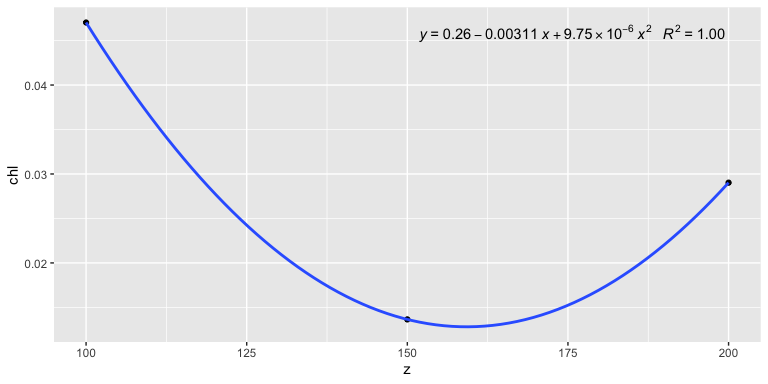 y = 0.26 – 0.00311 x + 9.75 × 10⁻⁶ x²   R² = 1.00
chl
0.04
0.03
0.02
100 125 150 175 200
z